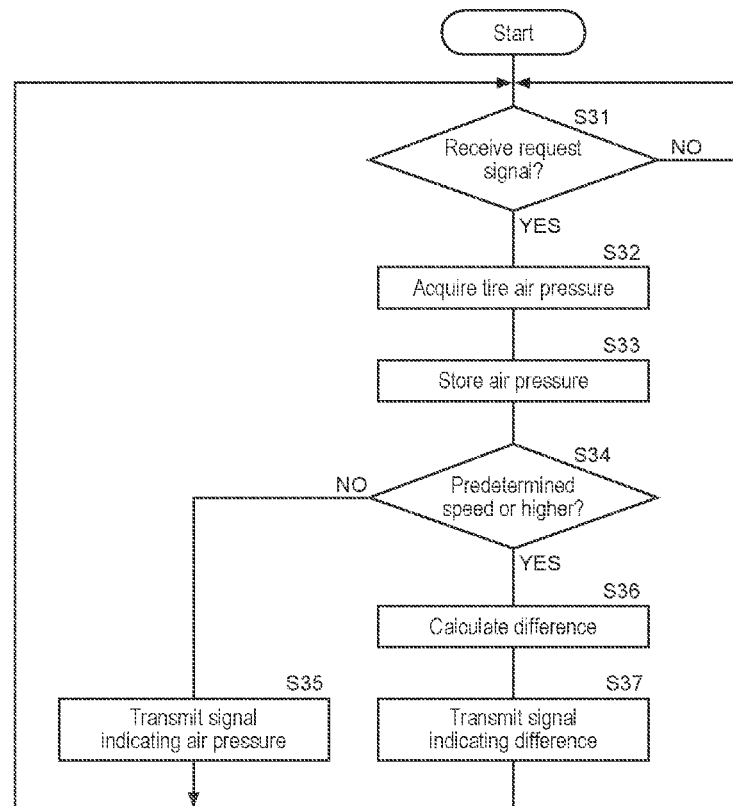 Start
S31
Receive request
signal?
NO
YES
S32
Acquire tire air pressure
S33
Store air pressure
S34
Predetermined
speed or higher?
NO
YES
S36
Calculate difference
S35
Transmit signal
indicating air pressure
S37
Transmit signal
indicating difference